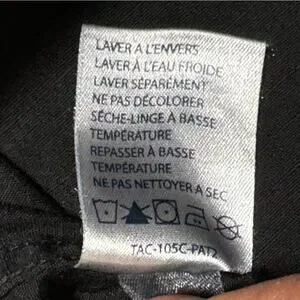 LAVER A L'ENVERS
LAVER À L'EAU FROIDE
LAVER SÉPARÉMENT
NE PAS DÉCOLORER
SÉCHE-LINGE À BASSE
TEMPÉRATURE
REPASSER À BASSE
TEMPÉRATURE
NE PAS NETTOYER A SEC
TAC-105C-PAT2